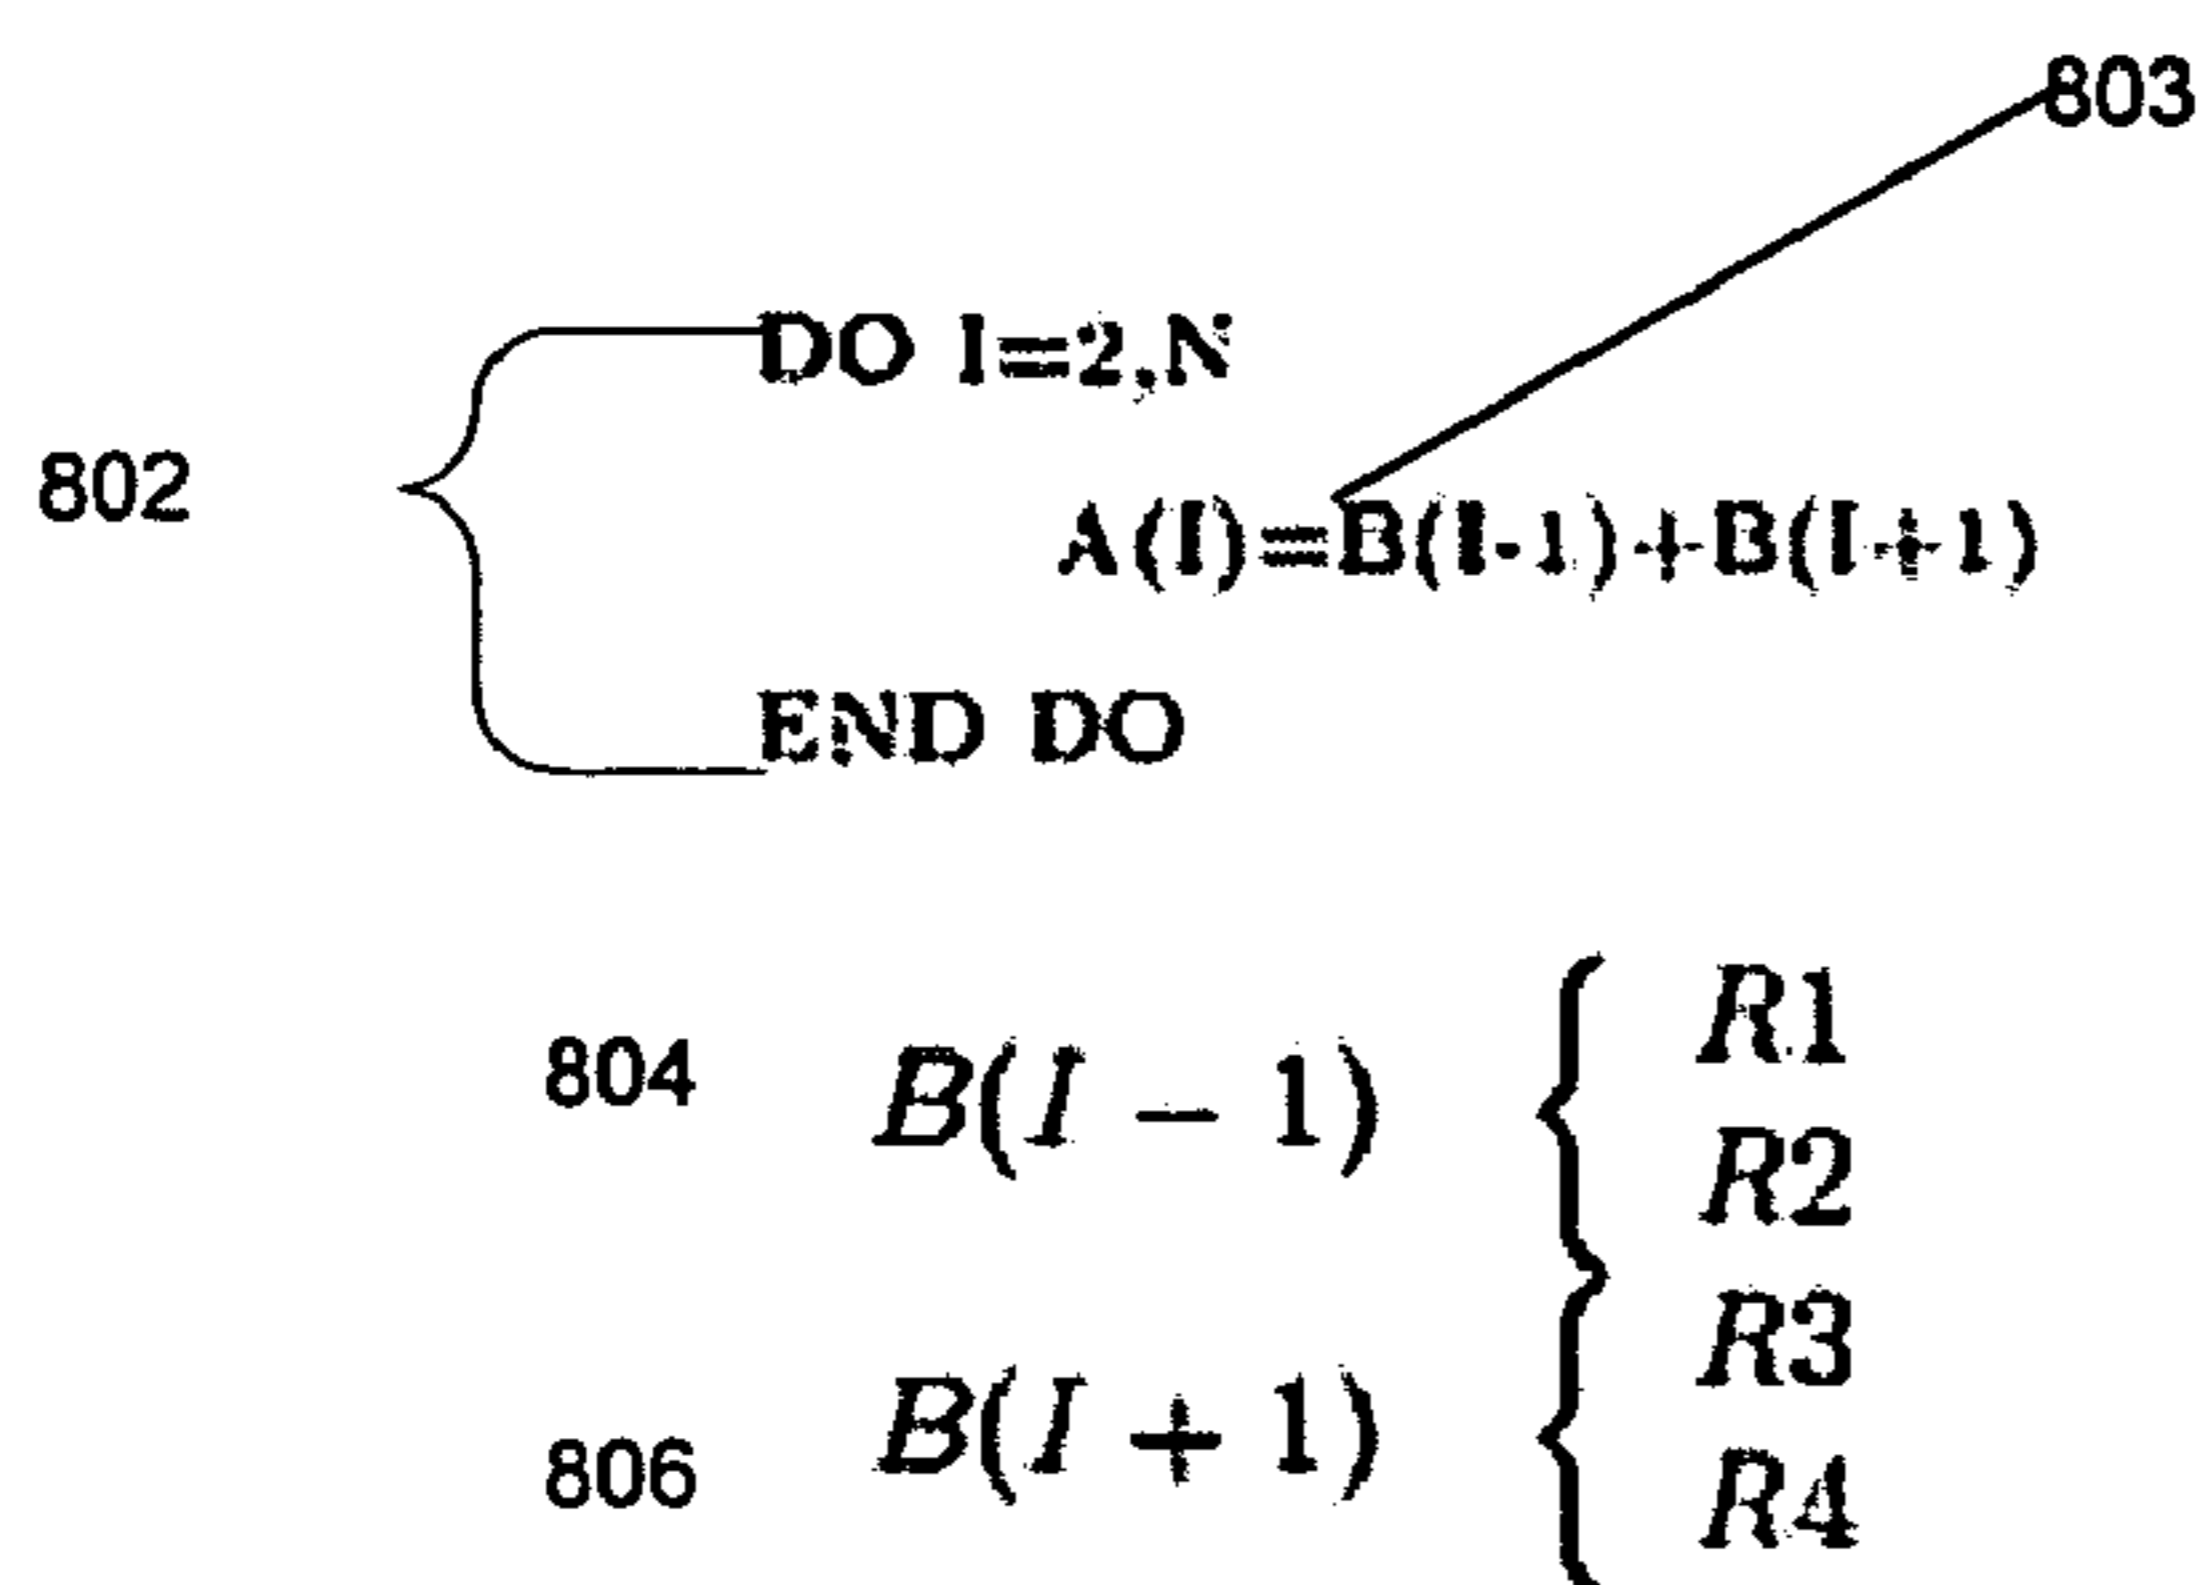 803
DO I=2,N
802
A(I)=B(I-1)+B(I+1)
END DO
R1
804 B(I − 1)
R2
R3
806 B(I + 1)
R4